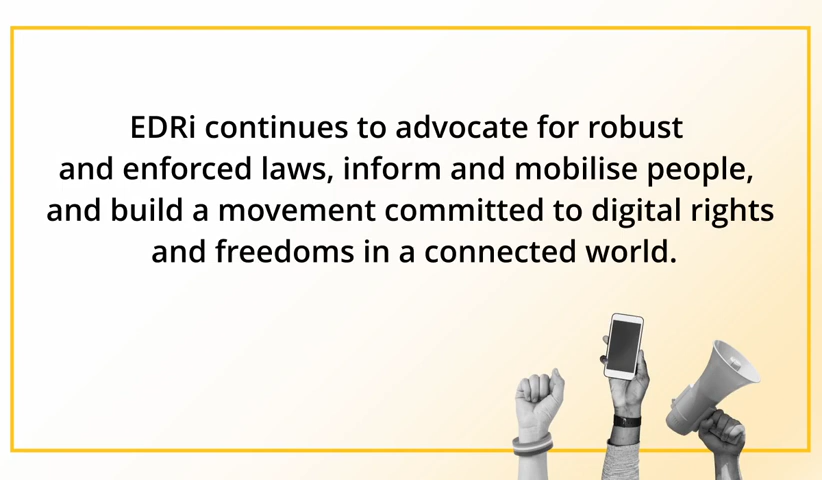 EDRi continues to advocate for robust
and enforced laws, inform and mobilise people,
and build a movement committed to digital rights
and freedoms in a connected world.